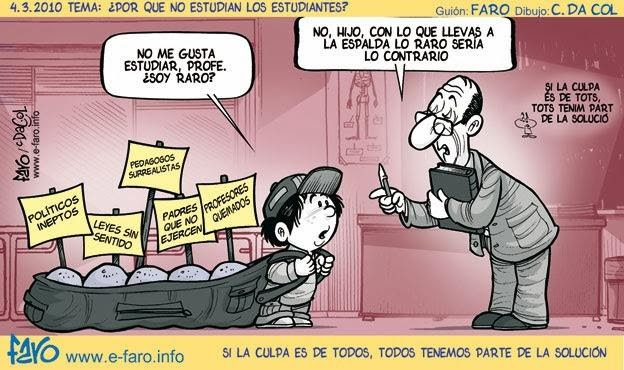 4.3.2010 TEMA: ¿POR QUE NO ESTUDIAN LOS ESTUDIANTES?
Guión: FARO Dibujo: C. DA COL
NO ME GUSTA
ESTUDIAR, PROFE.
¿SOY RARO?
NO, HIJO, CON LO QUE LLEVAS A
LA ESPALDA LO RARO SERÍA
LO CONTRARIO
SI LA CULPA
ÉS DE TOTS,
TOTS TENIM PART
DE LA SOLUCIÓ
FARO / C. DA COL
www.e-faro.info
POLÍTICOS
INEPTOS
LEYES SIN
SENTIDO
PEDAGOGOS
SURREALISTAS
PADRES
QUE NO
EJERCEN
PROFESORES
QUEMADOS
FARO www.e-faro.info
SI LA CULPA ES DE TODOS, TODOS TENEMOS PARTE DE LA SOLUCIÓN